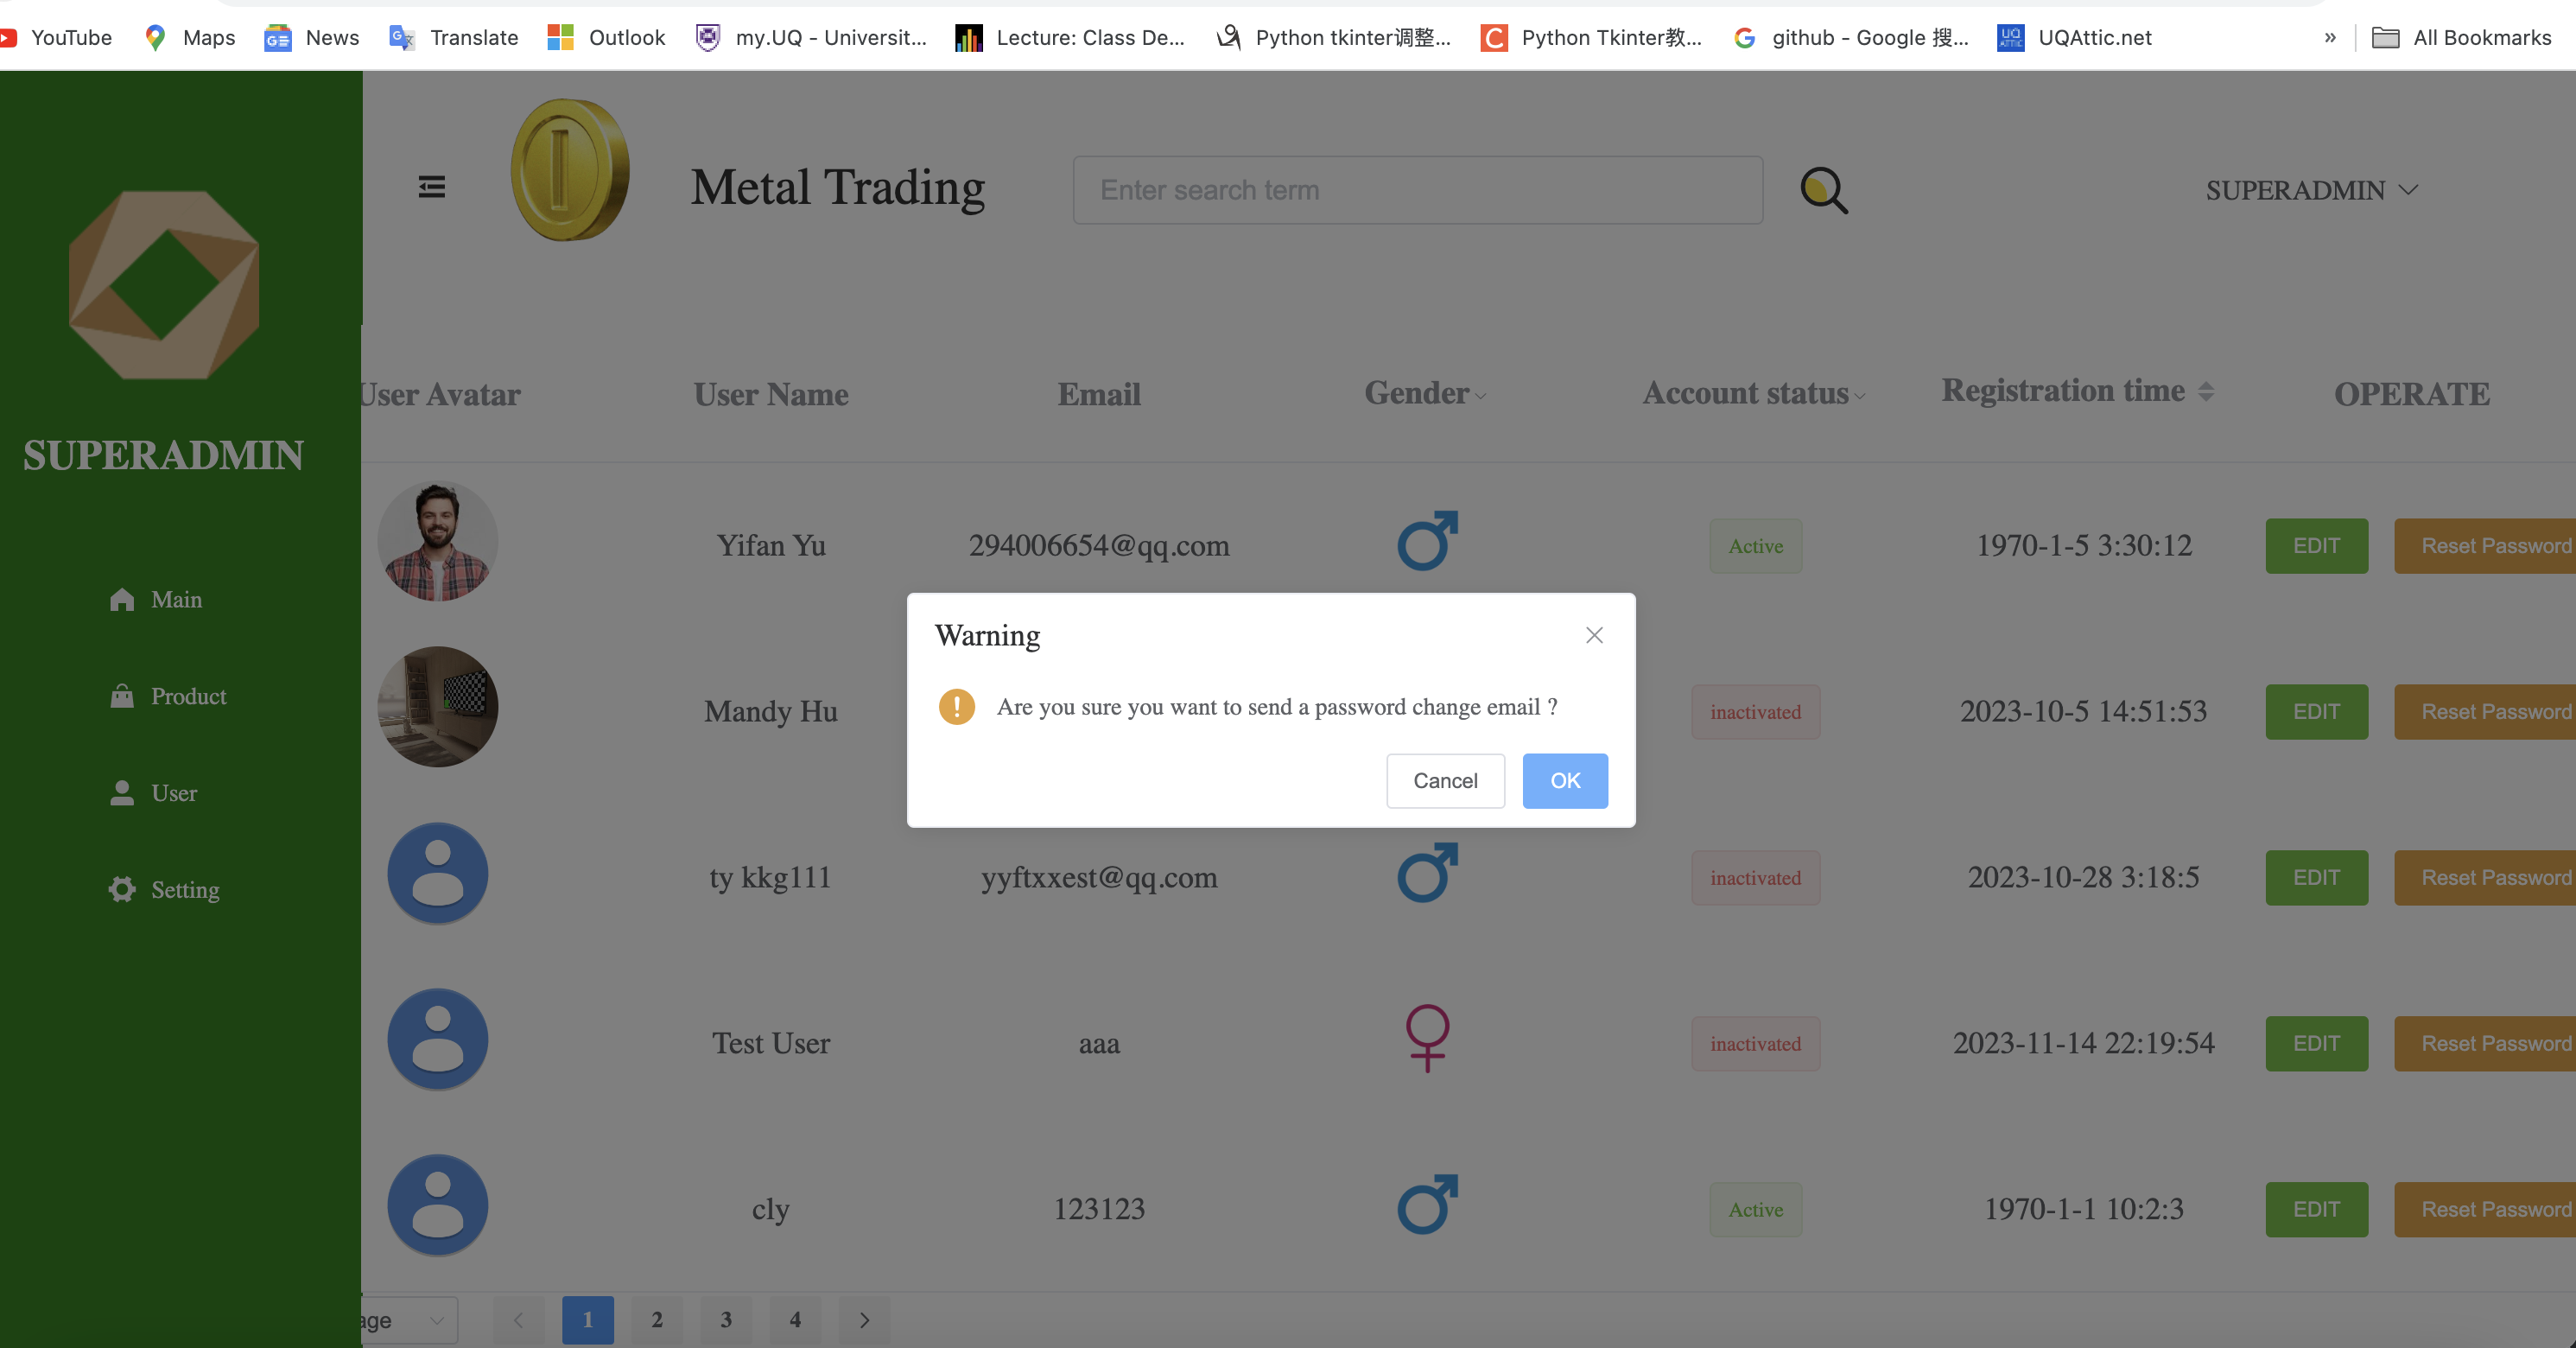 YouTube Maps News Translate Outlook my.UQ - Universit... Lecture: Class De... Python tkinter调整... Python Tkinter教... github - Google 搜... UQAttic.net » All Bookmarks
Metal Trading Enter search term SUPERADMIN
SUPERADMIN
Main
Product
User
Setting
User Avatar User Name Email Gender Account status Registration time OPERATE
Yifan Yu 294006654@qq.com Active 1970-1-5 3:30:12 EDIT Reset Password
Mandy Hu inactivated 2023-10-5 14:51:53 EDIT Reset Password
Warning
Are you sure you want to send a password change email ?
Cancel OK
ty kkg111 yyftxxest@qq.com inactivated 2023-10-28 3:18:5 EDIT Reset Password
Test User aaa inactivated 2023-11-14 22:19:54 EDIT Reset Password
cly 123123 Active 1970-1-1 10:2:3 EDIT Reset Password
age 1 2 3 4